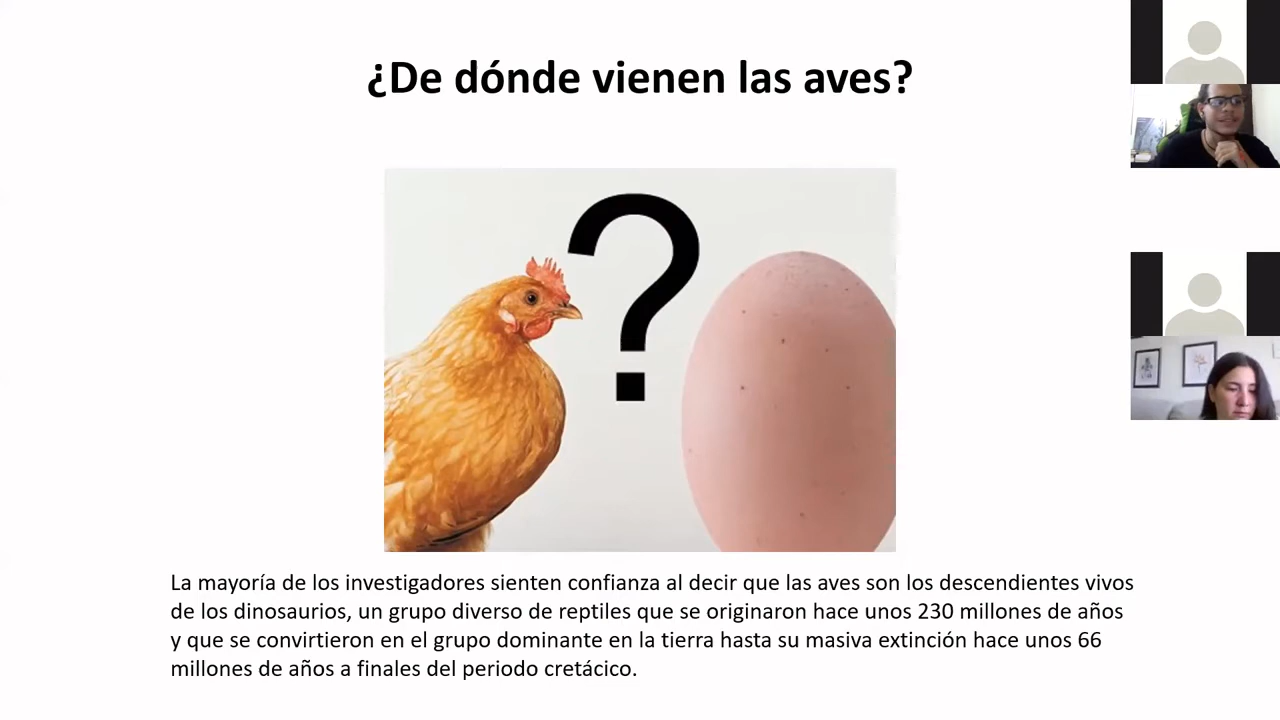 ¿De dónde vienen las aves?
?
La mayoría de los investigadores sienten confianza al decir que las aves son los descendientes vivos
de los dinosaurios, un grupo diverso de reptiles que se originaron hace unos 230 millones de años
y que se convirtieron en el grupo dominante en la tierra hasta su masiva extinción hace unos 66
millones de años a finales del periodo cretácico.